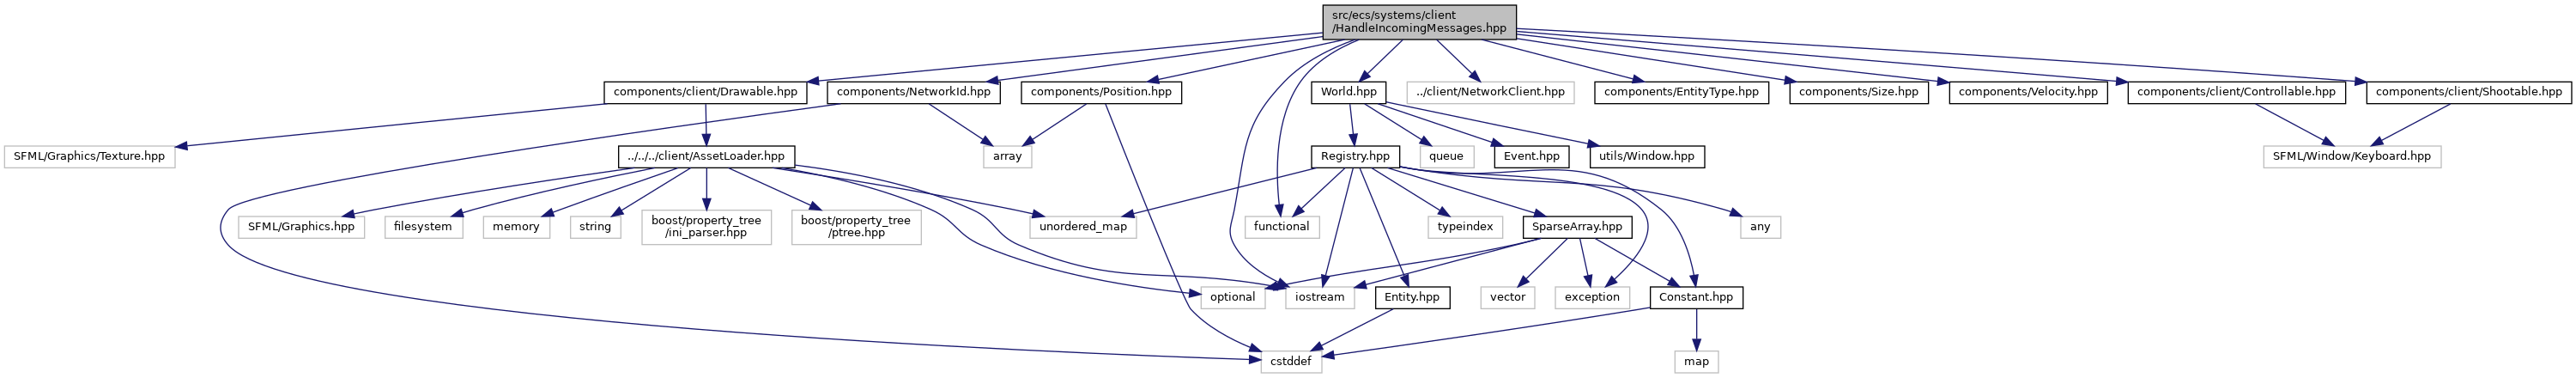 src/ecs/systems/client
/HandleIncomingMessages.hpp
components/client/Drawable.hpp
components/NetworkId.hpp
components/Position.hpp
World.hpp
../client/NetworkClient.hpp
components/EntityType.hpp
components/Size.hpp
components/Velocity.hpp
components/client/Controllable.hpp
components/client/Shootable.hpp
SFML/Graphics/Texture.hpp
../../../client/AssetLoader.hpp
array
Registry.hpp
queue
Event.hpp
utils/Window.hpp
SFML/Window/Keyboard.hpp
SFML/Graphics.hpp
filesystem
memory
string
boost/property_tree
/ini_parser.hpp
boost/property_tree
/ptree.hpp
unordered_map
functional
typeindex
SparseArray.hpp
any
optional
iostream
Entity.hpp
vector
exception
Constant.hpp
cstddef
map